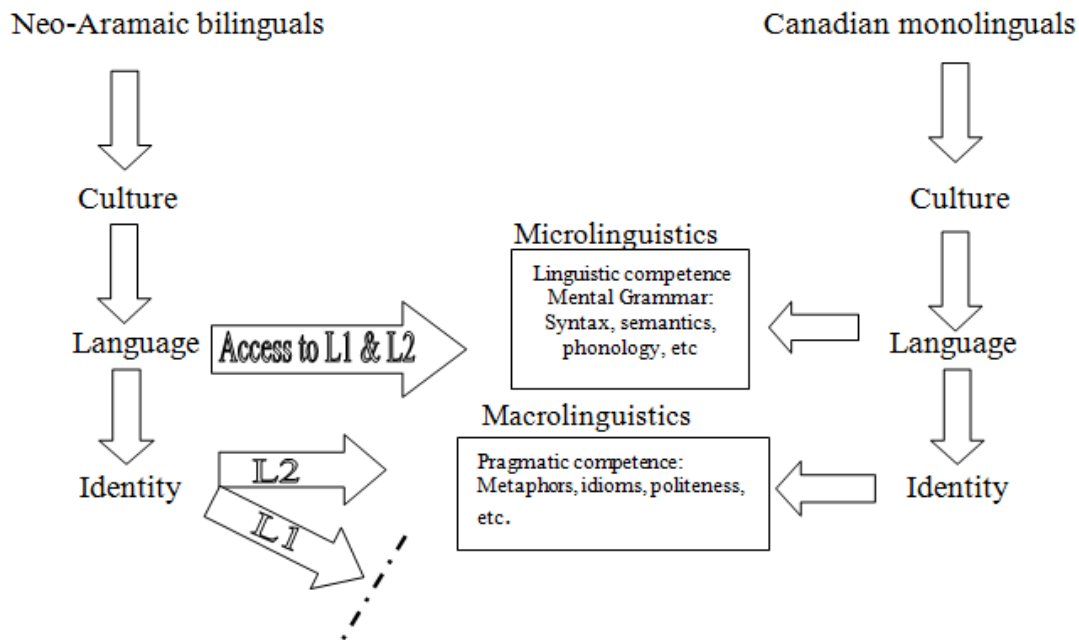 Neo-Aramaic bilinguals
Canadian monolinguals
Culture
Culture
Microlinguistics
Linguistic competence
Mental Grammar:
Syntax, semantics,
phonology, etc
Language
Access to L1 & L2
Language
Macrolinguistics
Pragmatic competence:
Metaphors, idioms, politeness,
etc.
Identity
L2
L1
Identity